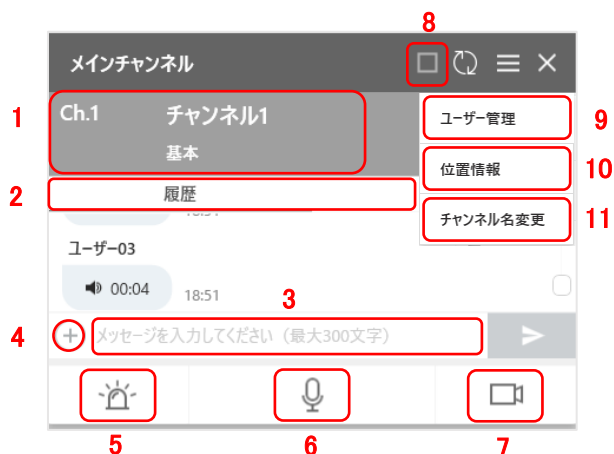 8
メインチャンネル
1
Ch.1 チャンネル1
基本
ユーザー管理
9
位置情報
10
チャンネル名変更
11
2
履歴
ユーザー03
00:04
18:51
3
4
メッセージを入力してください（最大300文字）
5
6
7